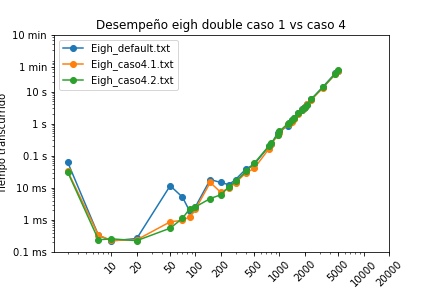 Desempeño eigh double caso 1 vs caso 4
Eigh_default.txt
Eigh_caso4.1.txt
Eigh_caso4.2.txt
10 min
1 min
10 s
1 s
0.1 s
10 ms
1 ms
0.1 ms
transcurrido
10
20
50
100
200
500
1000
2000
5000
10000
20000